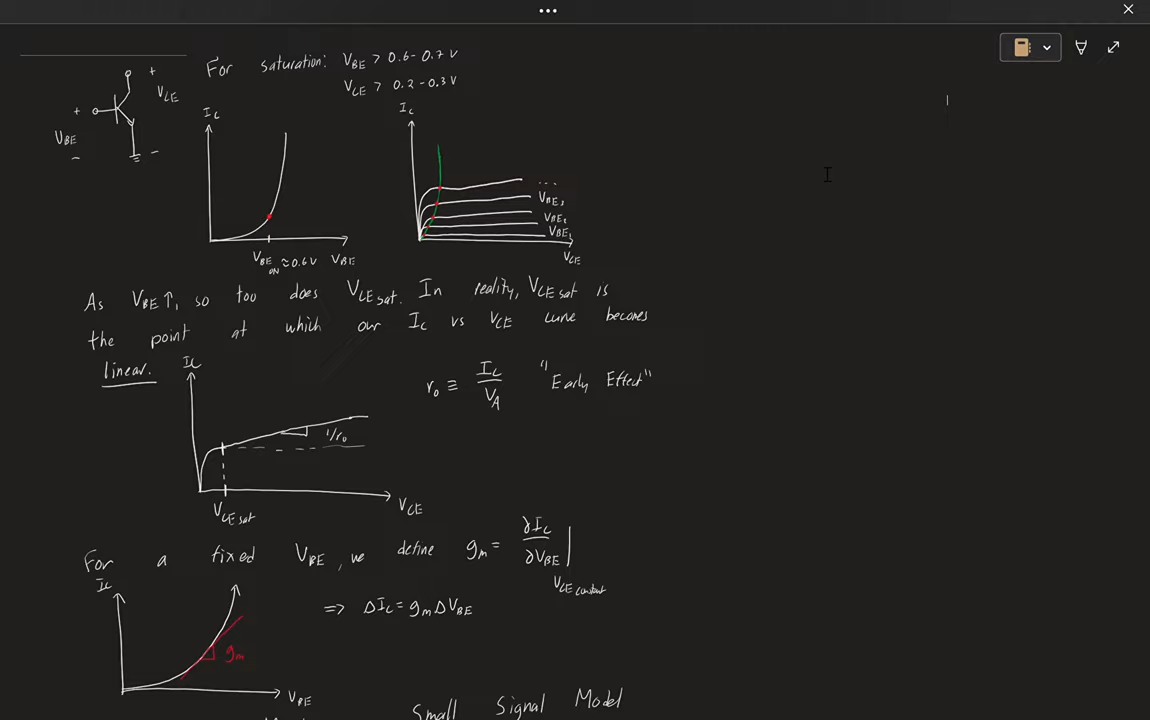 For saturation: V_BE > 0.6-0.7 V
V_CE > 0.2-0.3 V
+
V_CE
-
+
V_BE
-
I_C
V_BE ON ≈ 0.6V
V_BE
I_C
...
V_BE3
V_BE2
V_BE1
V_CE
As V_BE ↑, so too does V_CE sat. In reality, V_CE sat is
the point at which our I_C vs V_CE curve becomes
linear.
r_o ≡ I_C / V_A "Early Effect"
I_C
1/r_o
V_CE sat
V_CE
For a fixed V_BE, we define g_m = ∂I_C / ∂V_BE | V_CE constant
=> ΔI_C = g_m ΔV_BE
I_C
g_m
V_BE
Small Signal Model